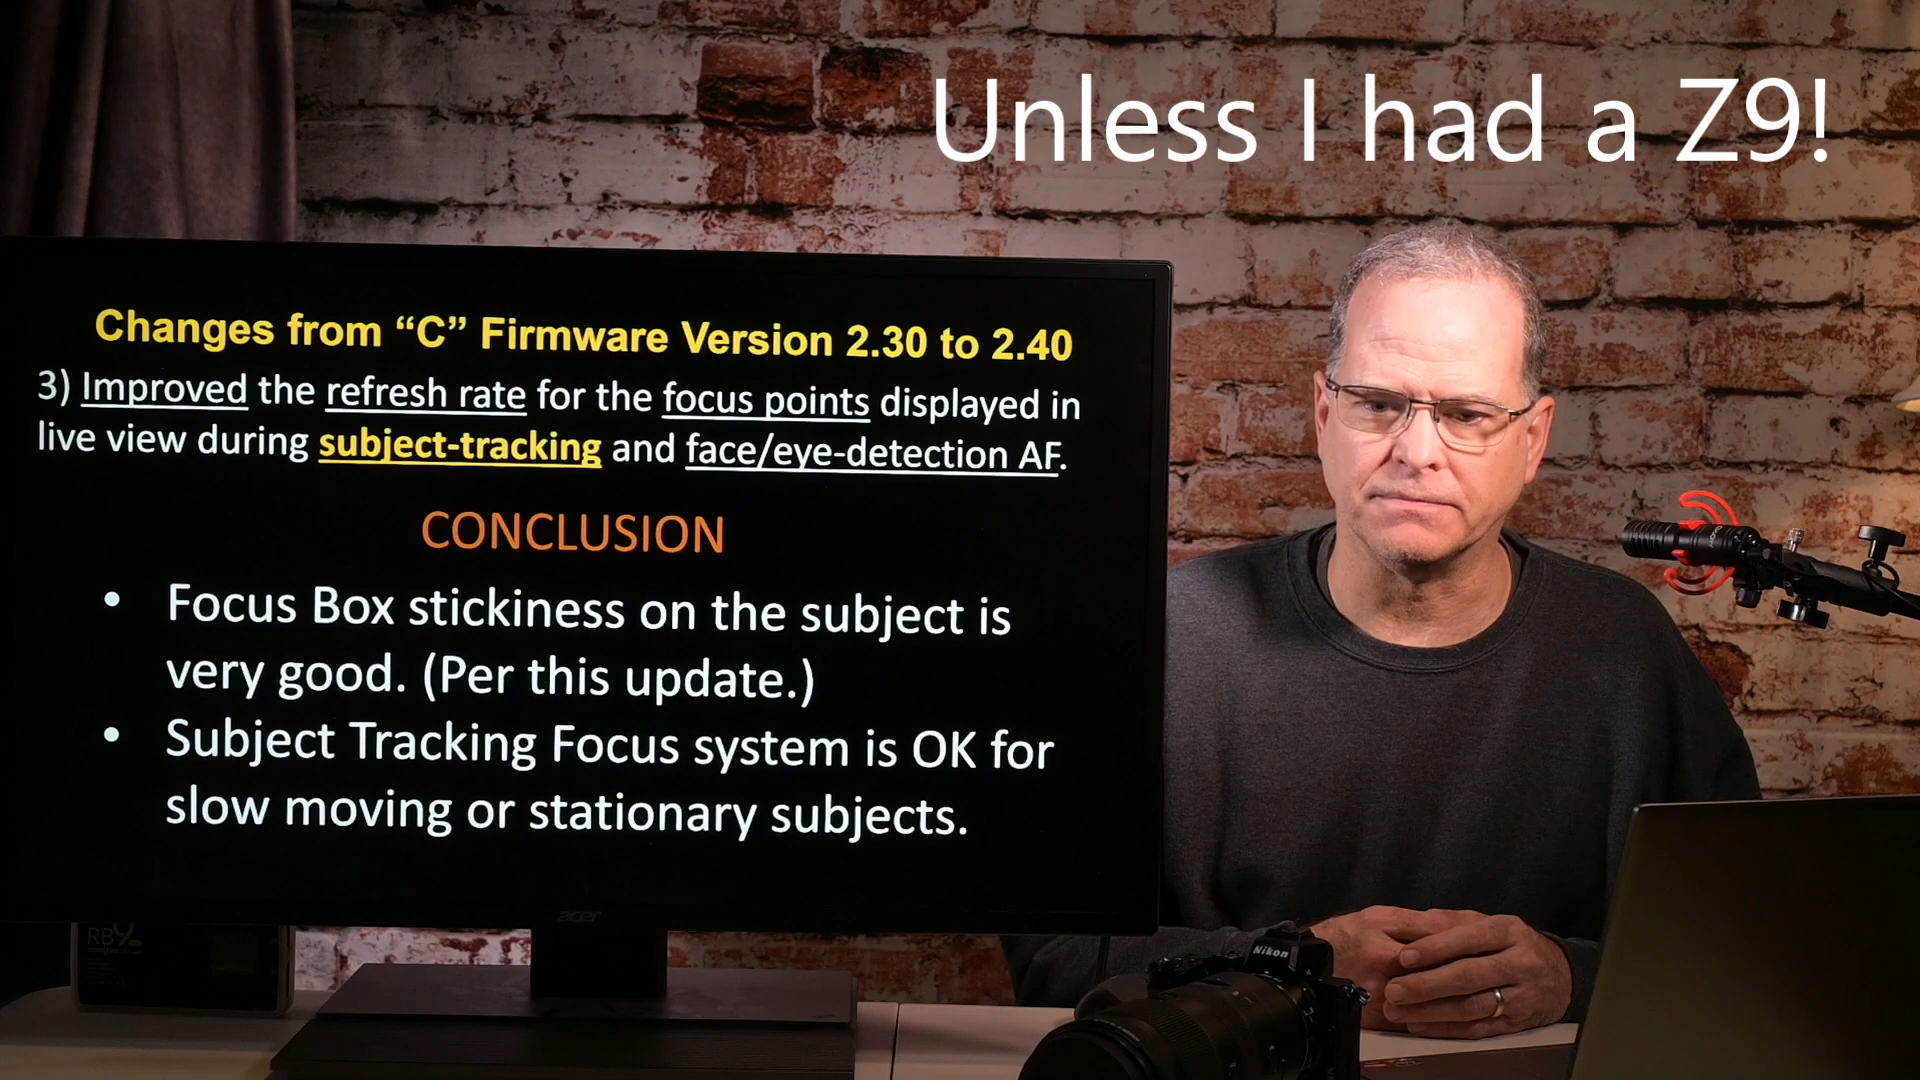 Unless I had a Z9!
Changes from “C” Firmware Version 2.30 to 2.40
3) Improved the refresh rate for the focus points displayed in
live view during subject-tracking and face/eye-detection AF.
CONCLUSION
• Focus Box stickiness on the subject is
very good. (Per this update.)
• Subject Tracking Focus system is OK for
slow moving or stationary subjects.
acer
RB9
Nikon